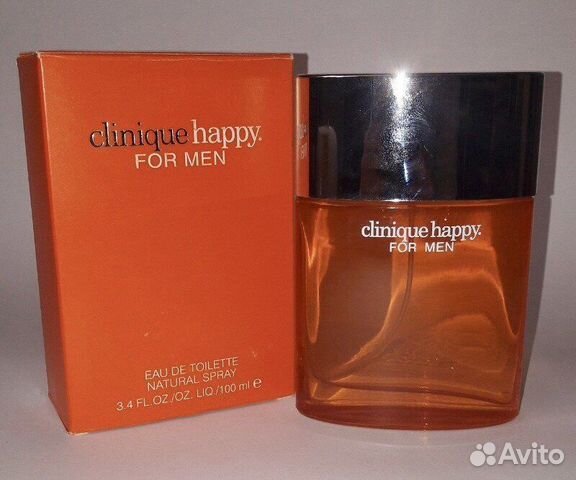 clinique happy.
FOR MEN
EAU DE TOILETTE
NATURAL SPRAY
3.4 FL.OZ./OZ. LIQ./100 ml e
clinique happy.
FOR MEN
Avito